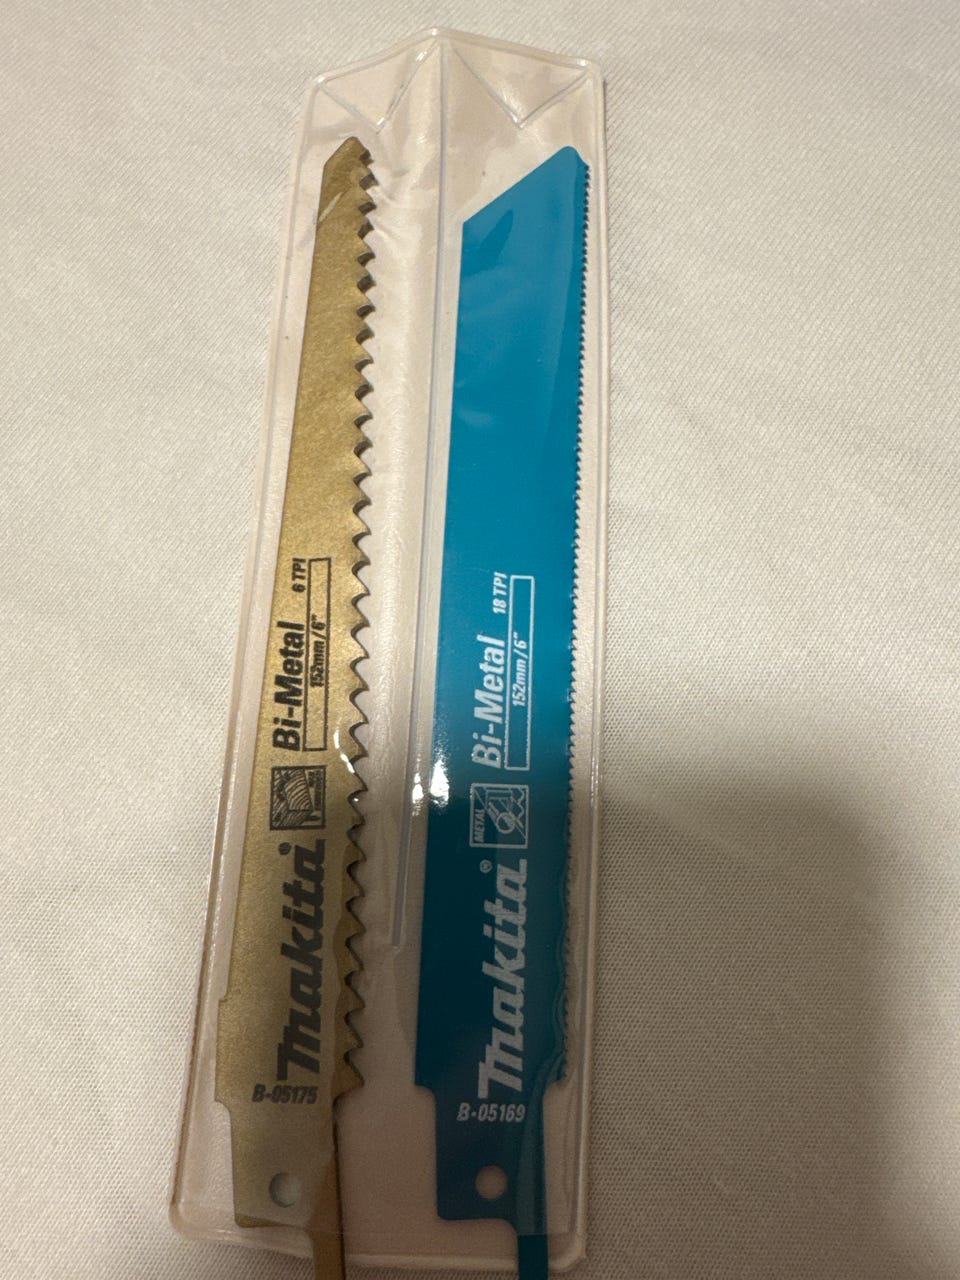 B-05175
Makita®
Bi-Metal
6 TPI
152mm/6"
B-05169
Makita®
METAL
Bi-Metal
18 TPI
152mm/6"